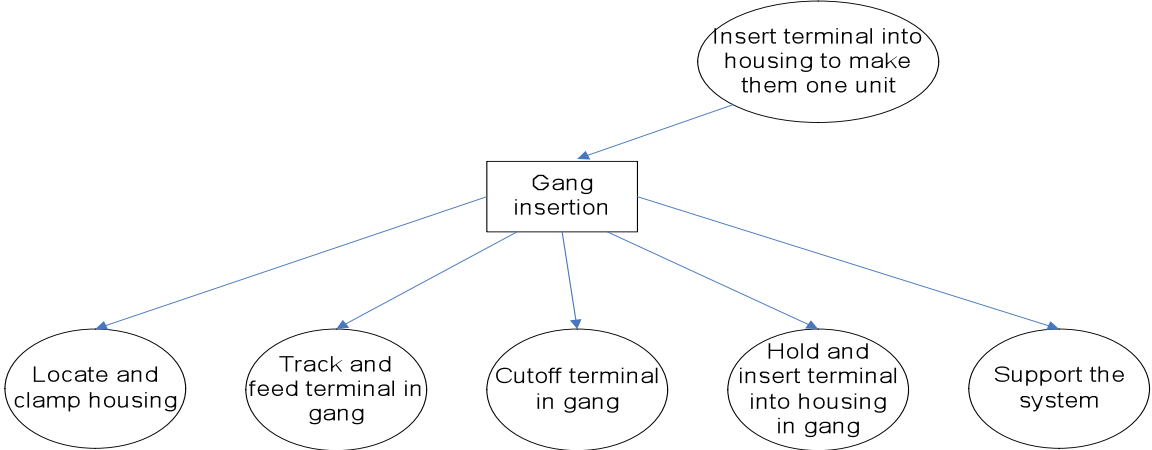 Insert terminal into
housing to make
them one unit
Gang
insertion
Locate and
clamp housing
Track and
feed terminal in
gang
Cutoff terminal
in gang
Hold and
insert terminal
into housing
in gang
Support the
system